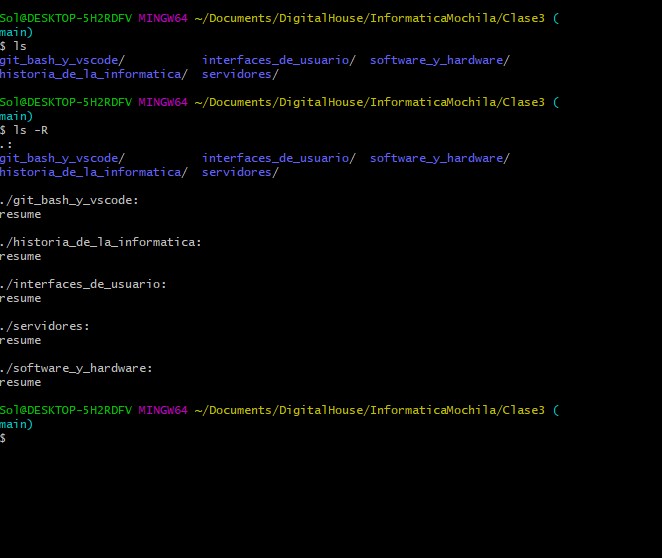 Sol@DESKTOP-5H2RDFV MINGW64 ~/Documents/DigitalHouse/InformaticaMochila/Clase3 (
main)
$ ls
git_bash_y_vscode/ interfaces_de_usuario/ software_y_hardware/
historia_de_la_informatica/ servidores/
Sol@DESKTOP-5H2RDFV MINGW64 ~/Documents/DigitalHouse/InformaticaMochila/Clase3 (
main)
$ ls -R
.:
git_bash_y_vscode/ interfaces_de_usuario/ software_y_hardware/
historia_de_la_informatica/ servidores/
./git_bash_y_vscode:
resume
./historia_de_la_informatica:
resume
./interfaces_de_usuario:
resume
./servidores:
resume
./software_y_hardware:
resume
Sol@DESKTOP-5H2RDFV MINGW64 ~/Documents/DigitalHouse/InformaticaMochila/Clase3 (
main)
$